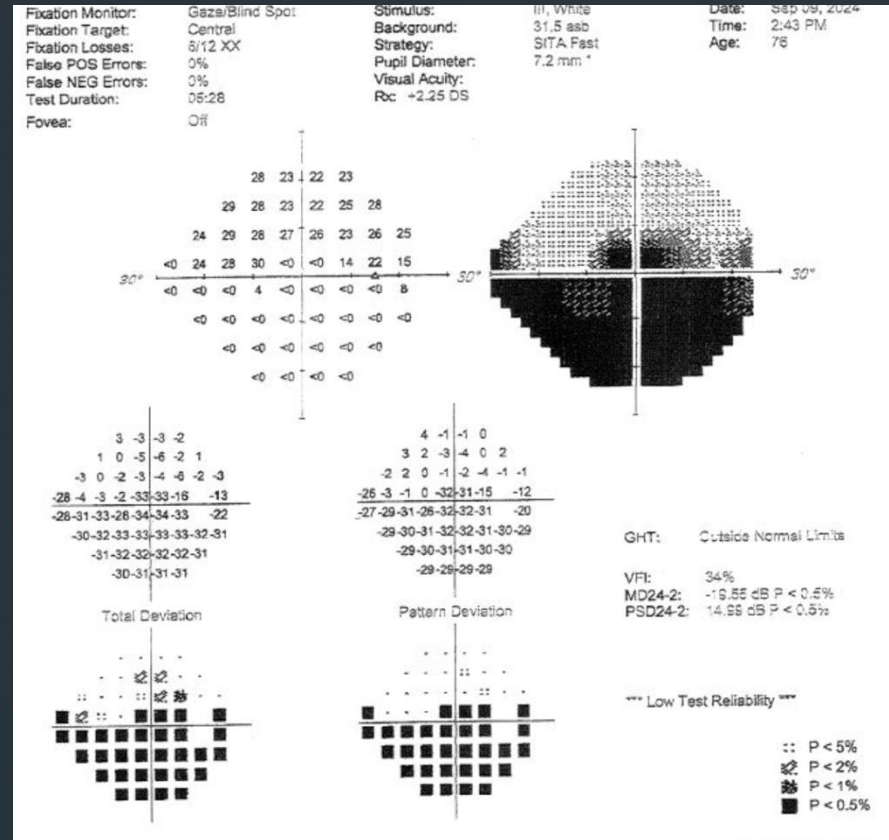 Fixation Monitor: Gaze/Blind Spot
Fixation Target: Central
Fixation Losses: 6/12 XX
False POS Errors: 0%
False NEG Errors: 0%
Test Duration: 05:28
Fovea: Off
Stimulus: III, White
Background: 31.5 asb
Strategy: SITA Fast
Pupil Diameter: 7.2 mm *
Visual Acuity:
Rx: +2.25 DS
Date: Sep 09, 2024
Time: 2:43 PM
Age: 76
28 23 22 23
29 28 23 22 25 28
24 29 28 27 26 23 26 25
<0 24 28 30 <0 <0 14 22 15
30°
<0 <0 <0 4 <0 <0 <0 <0 8
<0 <0 <0 <0 <0 <0 <0 <0
<0 <0 <0 <0 <0 <0
<0 <0 <0 <0
30° 30°
3 -3 -3 -2
1 0 -5 -6 -2 1
-3 0 -2 -3 -4 -6 -2 -3
-28 -4 -3 -2 -33 -33 -16 -13
-28 -31 -33 -28 -34 -34 -33 -22
-30 -32 -33 -33 -33 -33 -32 -31
-31 -32 -32 -32 -32 -31
-30 -31 -31 -31
Total Deviation
4 -1 -1 0
3 2 -3 -4 0 2
-2 2 0 -1 -2 -4 -1 -1
-26 -3 -1 0 -32 -31 -15 -12
-27 -29 -31 -26 -32 -32 -31 -20
-29 -30 -31 -32 -32 -31 -30 -29
-29 -30 -31 -31 -30 -30
-29 -29 -29 -29
Pattern Deviation
GHT: Outside Normal Limits
VFI: 34%
MD24-2: -19.55 dB P < 0.5%
PSD24-2: 14.99 dB P < 0.5%
*** Low Test Reliability ***
P < 5%
P < 2%
P < 1%
P < 0.5%